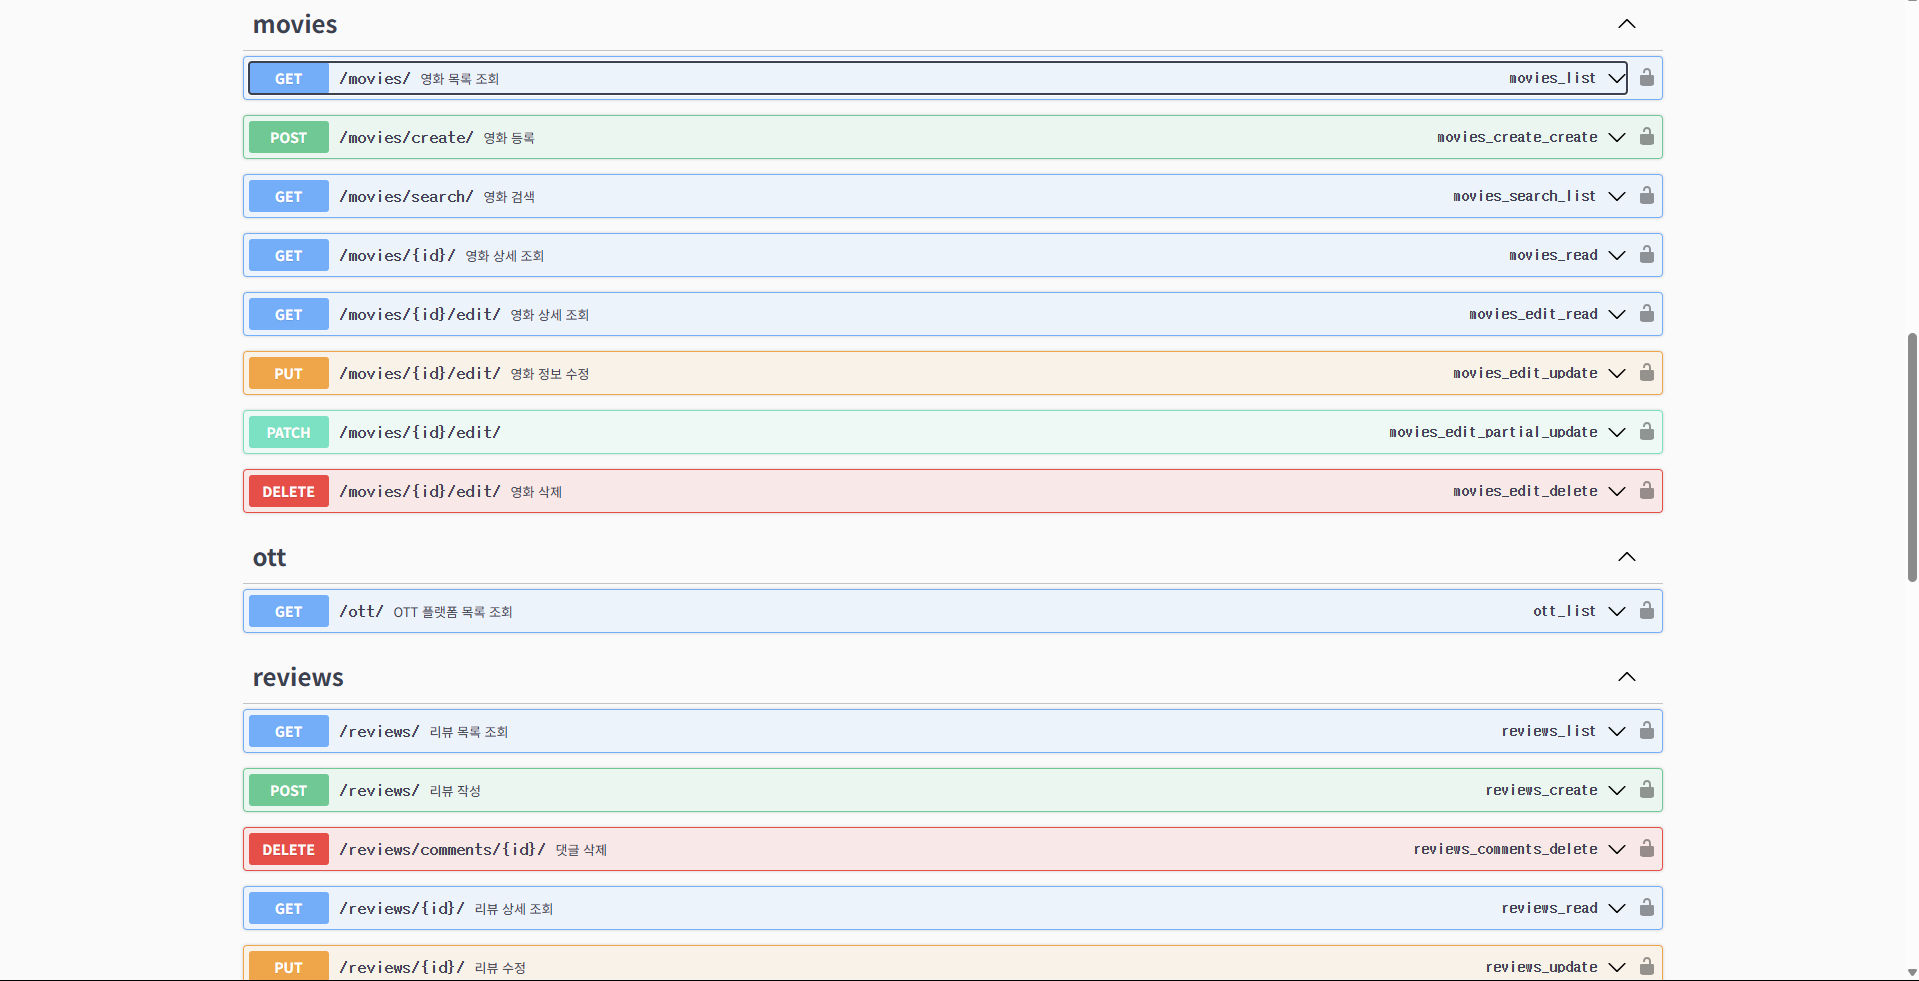 movies
GET /movies/ 영화 목록 조회 movies_list
POST /movies/create/ 영화 등록 movies_create_create
GET /movies/search/ 영화 검색 movies_search_list
GET /movies/{id}/ 영화 상세 조회 movies_read
GET /movies/{id}/edit/ 영화 상세 조회 movies_edit_read
PUT /movies/{id}/edit/ 영화 정보 수정 movies_edit_update
PATCH /movies/{id}/edit/ movies_edit_partial_update
DELETE /movies/{id}/edit/ 영화 삭제 movies_edit_delete
ott
GET /ott/ OTT 플랫폼 목록 조회 ott_list
reviews
GET /reviews/ 리뷰 목록 조회 reviews_list
POST /reviews/ 리뷰 작성 reviews_create
DELETE /reviews/comments/{id}/ 댓글 삭제 reviews_comments_delete
GET /reviews/{id}/ 리뷰 상세 조회 reviews_read
PUT /reviews/{id}/ 리뷰 수정 reviews_update